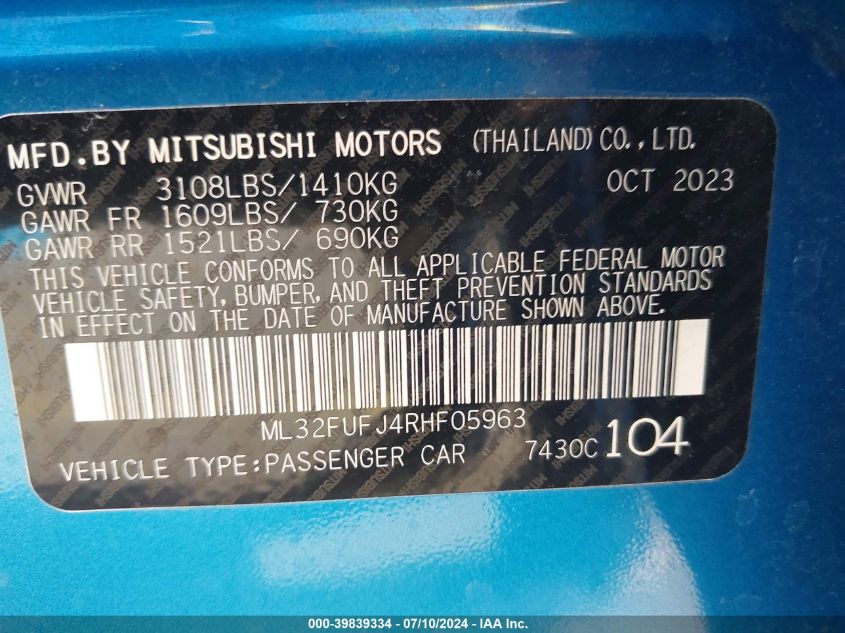 MFD.BY MITSUBISHI MOTORS (THAILAND)CO.,LTD.
GVWR 3108LBS/1410KG OCT 2023
GAWR FR 1609LBS/ 730KG
GAWR RR 1521LBS/ 690KG
THIS VEHICLE CONFORMS TO ALL APPLICABLE FEDERAL MOTOR
VEHICLE SAFETY, BUMPER, AND THEFT PREVENTION STANDARDS
IN EFFECT ON THE DATE OF MANUFACTURE SHOWN ABOVE.
ML32FUFJ4RHF05963
VEHICLE TYPE:PASSENGER CAR 7430C 104
000-39839334 / 07/10/2024 - IAA Inc.